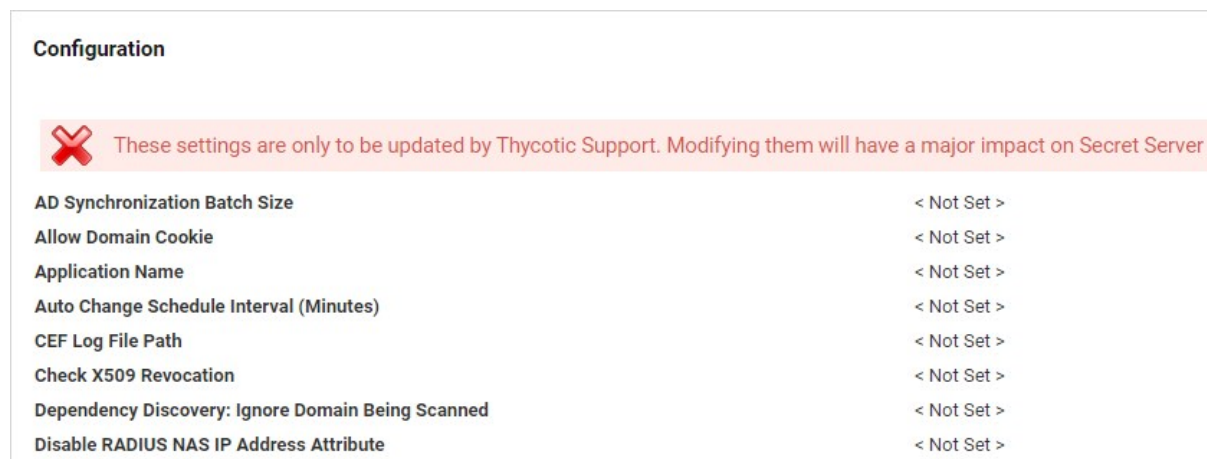 Configuration
These settings are only to be updated by Thycotic Support. Modifying them will have a major impact on Secret Server
AD Synchronization Batch Size < Not Set >
Allow Domain Cookie < Not Set >
Application Name < Not Set >
Auto Change Schedule Interval (Minutes) < Not Set >
CEF Log File Path < Not Set >
Check X509 Revocation < Not Set >
Dependency Discovery: Ignore Domain Being Scanned < Not Set >
Disable RADIUS NAS IP Address Attribute < Not Set >